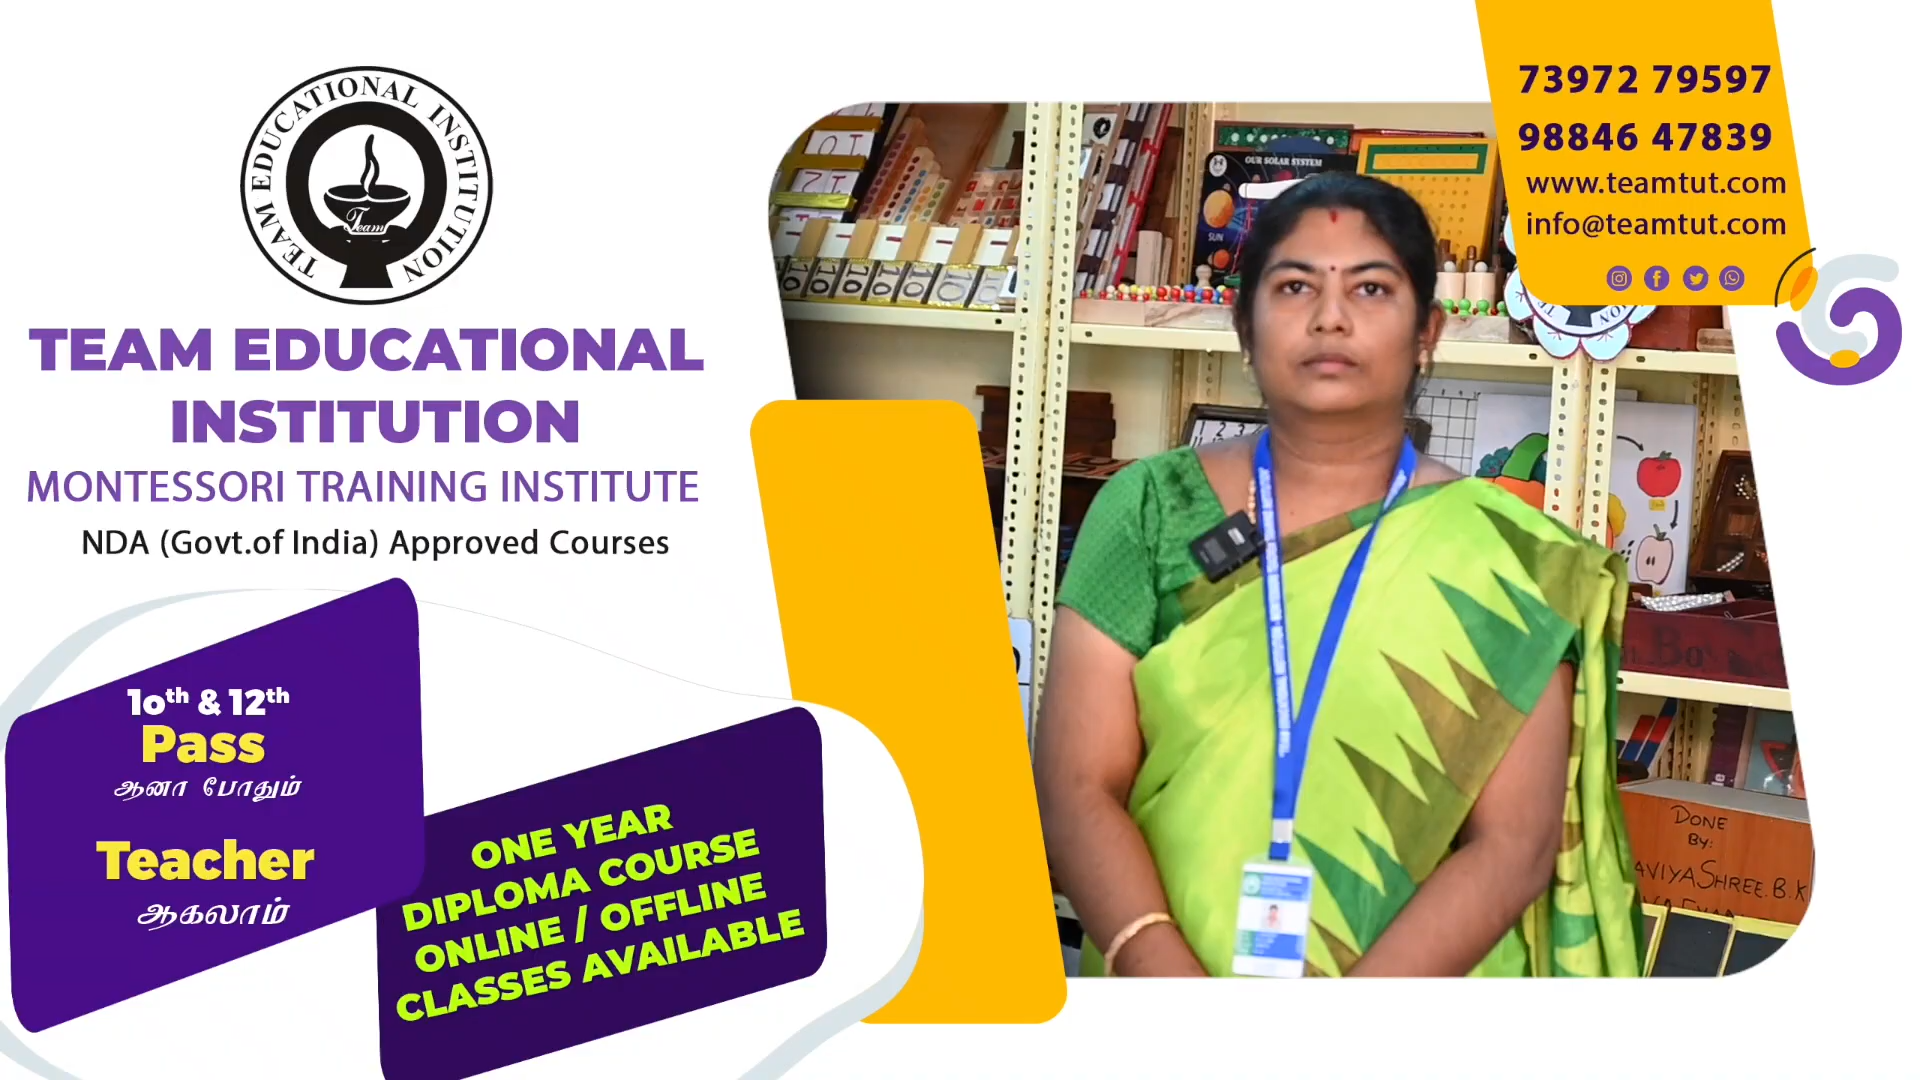 TEAM EDUCATIONAL INSTITUTION
Team
TEAM EDUCATIONAL
INSTITUTION
MONTESSORI TRAINING INSTITUTE
NDA (Govt.of India) Approved Courses
10th & 12th
Pass
ஆனா போதும்
Teacher
ஆகலாம்
ONE YEAR
DIPLOMA COURSE
ONLINE / OFFLINE
CLASSES AVAILABLE
73972 79597
98846 47839
www.teamtut.com
info@teamtut.com
OUR SOLAR SYSTEM
SUN
DONE
BY:
AVIYASHREE.B.K